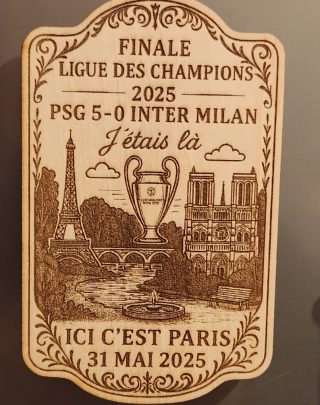 FINALE
LIGUE DES CHAMPIONS
2025
PSG 5-0 INTER MILAN
J'étais là
ICI C'EST PARIS
31 MAI 2025